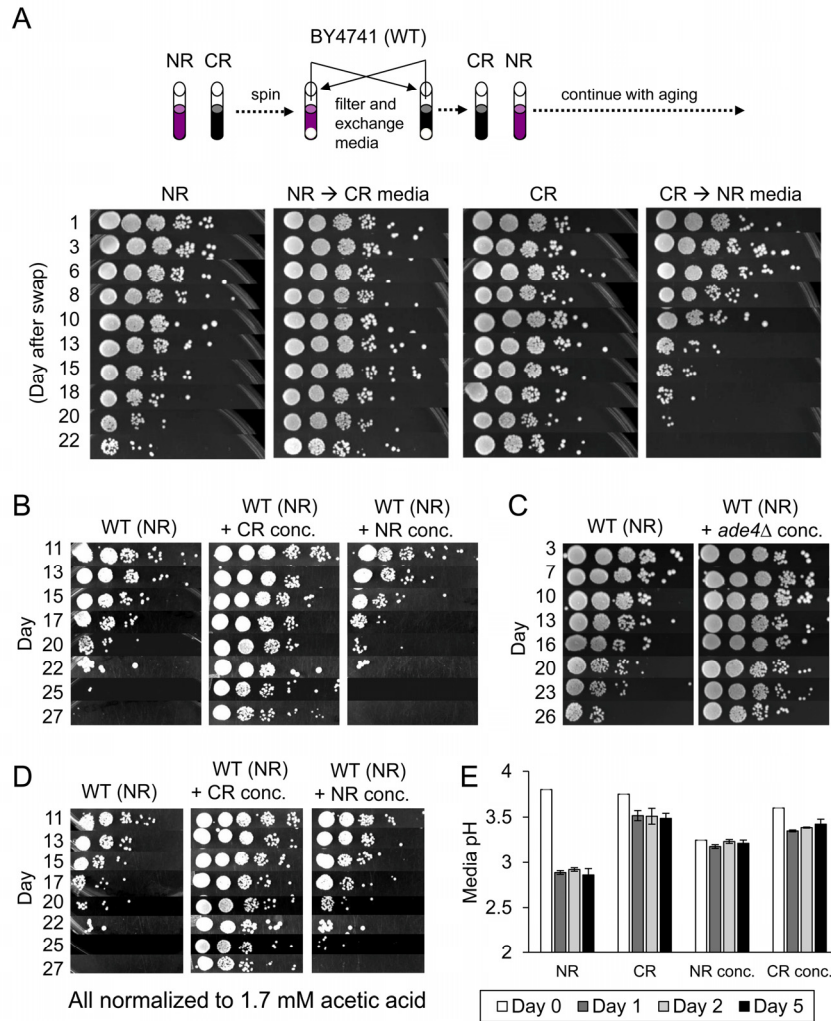 A
BY4741 (WT)
NR CR
spin
filter and
exchange
media
CR NR
continue with aging
NR
NR → CR media
CR
CR → NR media
(Day after swap)
1
3
6
8
10
13
15
18
20
22
B
WT (NR)
WT (NR)
+ CR conc.
WT (NR)
+ NR conc.
Day
11
13
15
17
20
22
25
27
C
WT (NR)
WT (NR)
+ ade4Δ conc.
Day
3
7
10
13
16
20
23
26
D
WT (NR)
WT (NR)
+ CR conc.
WT (NR)
+ NR conc.
Day
11
13
15
17
20
22
25
27
All normalized to 1.7 mM acetic acid
E
Media pH
4
3.5
3
2.5
2
NR CR NR conc. CR conc.
Day 0 Day 1 Day 2 Day 5